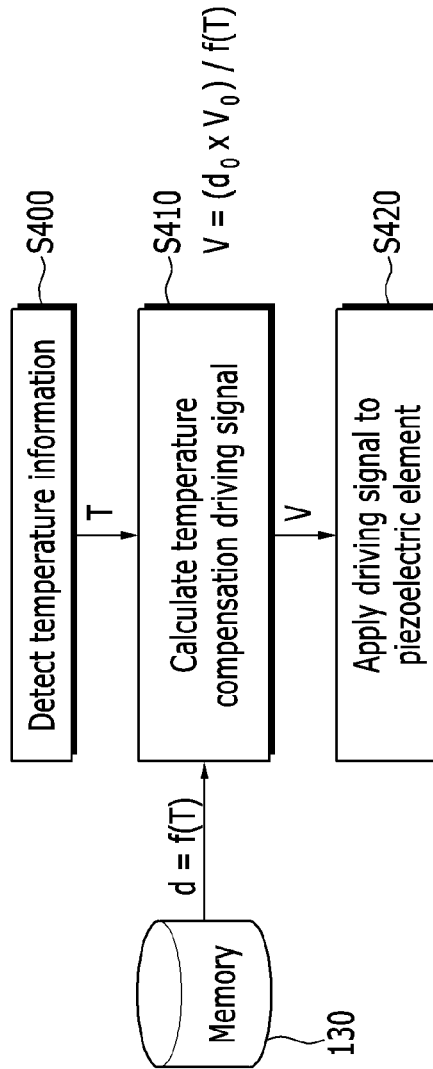 S400
Detect temperature information
T
S410
Calculate temperature
compensation driving signal
V = (d₀ x V₀) / f(T)
d = f(T)
Memory
130
V
S420
Apply driving signal to
piezoelectric element